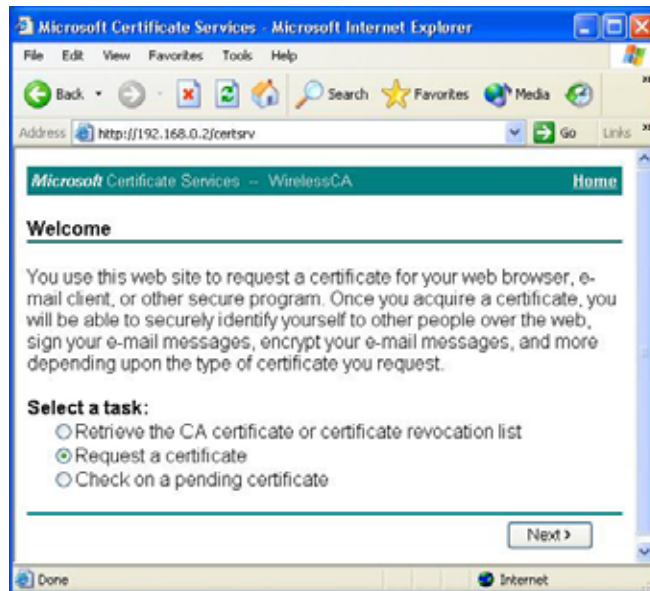 Microsoft Certificate Services - Microsoft Internet Explorer
File Edit View Favorites Tools Help
Back Search Favorites Media
Address http://192.168.0.2/certsrv Go Links
Microsoft Certificate Services -- WirelessCA Home
Welcome
You use this web site to request a certificate for your web browser, e-
mail client, or other secure program. Once you acquire a certificate, you
will be able to securely identify yourself to other people over the web,
sign your e-mail messages, encrypt your e-mail messages, and more
depending upon the type of certificate you request.
Select a task:
Retrieve the CA certificate or certificate revocation list
Request a certificate
Check on a pending certificate
Next >
Done Internet